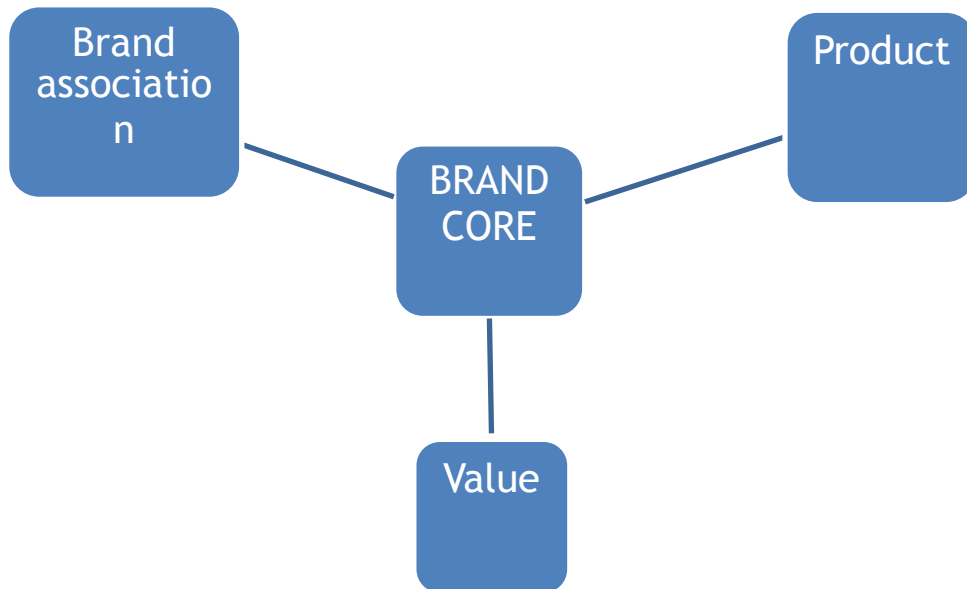 Brand
associatio
n
Product
BRAND
CORE
Value